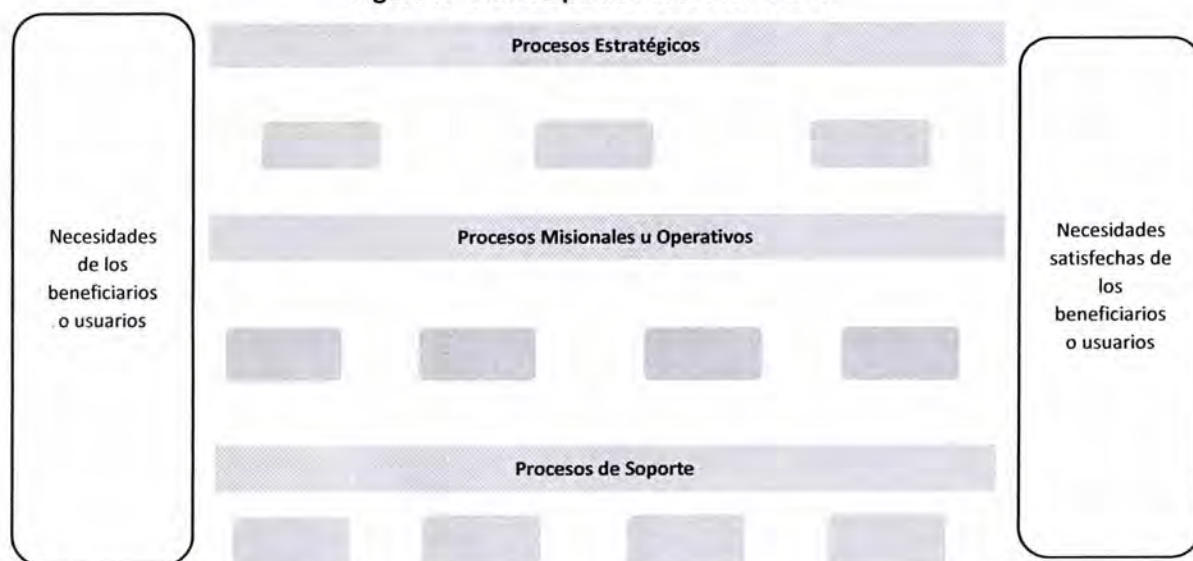 Procesos Estratégicos
Necesidades
de los
beneficiarios
o usuarios
Procesos Misionales u Operativos
Necesidades
satisfechas de
los
beneficiarios
o usuarios
Procesos de Soporte